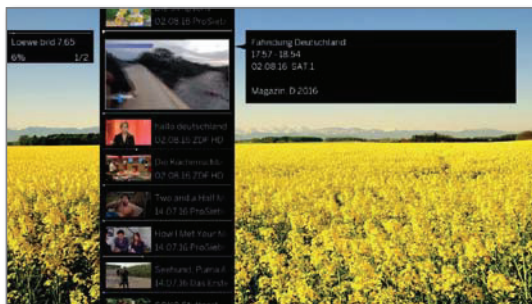 02.08.16 ProSieb
Loewe bild 7.65
6% 1/2
Fahndung Deutschland
17:57 - 18:54
02.08.16 SAT.1
Magazin. D 2016
hallo deutschland
02.08.16 ZDF HD
Die Küchenschla
02.08.16 ZDF HD
Two and a Half M
14.07.16 ProSieb
How I Met Your M
14.07.16 ProSieb
Seehund, Puma &
14.07.16 Das Erste